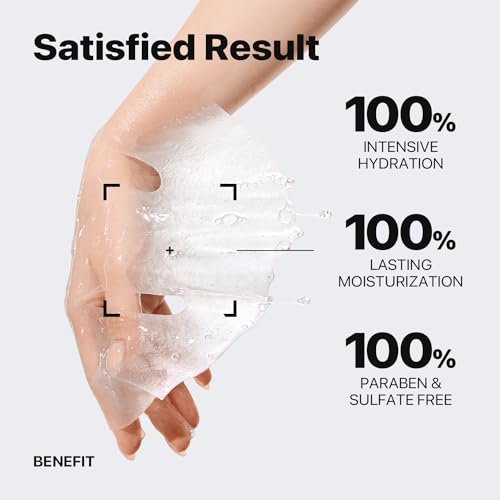 Satisfied Result
100%
INTENSIVE
HYDRATION
100%
LASTING
MOISTURIZATION
100%
PARABEN &
SULFATE FREE
BENEFIT